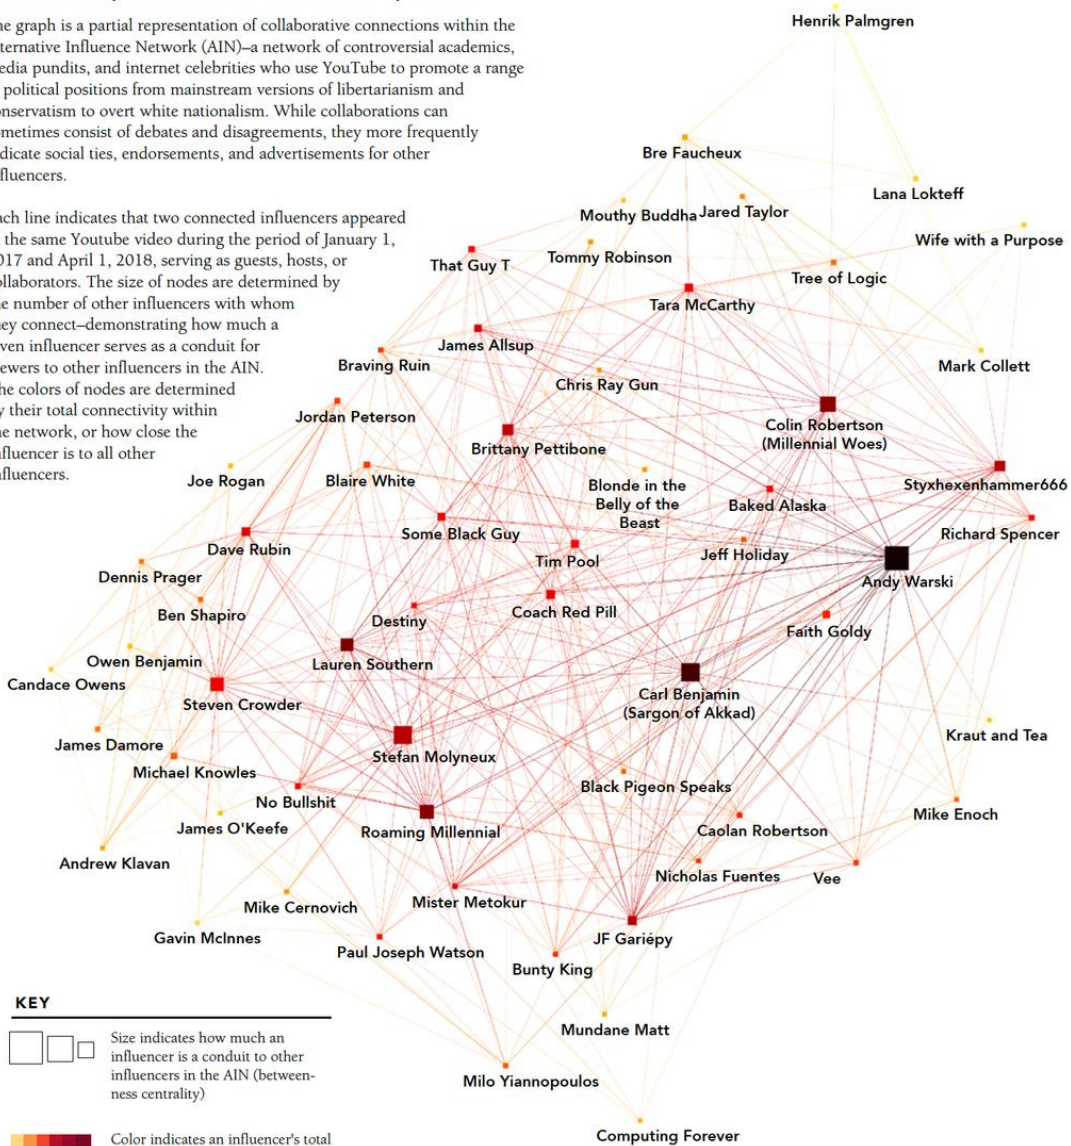 he graph is a partial representation of collaborative connections within the
ternative Influence Network (AIN)–a network of controversial academics,
edia pundits, and internet celebrities who use YouTube to promote a range
political positions from mainstream versions of libertarianism and
onservatism to overt white nationalism. While collaborations can
metimes consist of debates and disagreements, they more frequently
dicate social ties, endorsements, and advertisements for other
fluencers.
ach line indicates that two connected influencers appeared
the same Youtube video during the period of January 1,
017 and April 1, 2018, serving as guests, hosts, or
ollaborators. The size of nodes are determined by
e number of other influencers with whom
ey connect–demonstrating how much a
ven influencer serves as a conduit for
ewers to other influencers in the AIN.
he colors of nodes are determined
y their total connectivity within
e network, or how close the
fluencer is to all other
fluencers.
Henrik Palmgren
Bre Faucheux
Lana Lokteff
Mouthy Buddha
Jared Taylor
Wife with a Purpose
Tommy Robinson
That Guy T
Tree of Logic
Tara McCarthy
James Allsup
Braving Ruin
Mark Collett
Chris Ray Gun
Jordan Peterson
Colin Robertson
(Millennial Woes)
Brittany Pettibone
Joe Rogan
Blaire White
Blonde in the
Belly of the
Beast
Styxhexenhammer666
Baked Alaska
Some Black Guy
Richard Spencer
Dave Rubin
Tim Pool
Jeff Holiday
Dennis Prager
Andy Warski
Ben Shapiro
Destiny
Coach Red Pill
Faith Goldy
Owen Benjamin
Lauren Southern
Candace Owens
Steven Crowder
Carl Benjamin
(Sargon of Akkad)
James Damore
Kraut and Tea
Stefan Molyneux
Michael Knowles
Black Pigeon Speaks
No Bullshit
Mike Enoch
James O'Keefe
Roaming Millennial
Caolan Robertson
Andrew Klavan
Nicholas Fuentes
Vee
Mister Metokur
Mike Cernovich
Gavin McInnes
JF Gariépy
Paul Joseph Watson
Bunty King
Mundane Matt
Milo Yiannopoulos
Computing Forever
KEY
Size indicates how much an
influencer is a conduit to other
influencers in the AIN (between-
ness centrality)
Color indicates an influencer's total